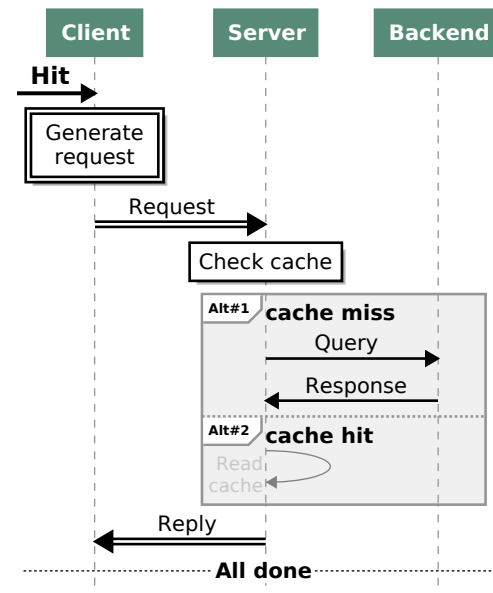 Client Server Backend
Hit
Generate
request
Request
Check cache
Alt#1 cache miss
Query
Response
Alt#2 cache hit
Read
cache
Reply
All done